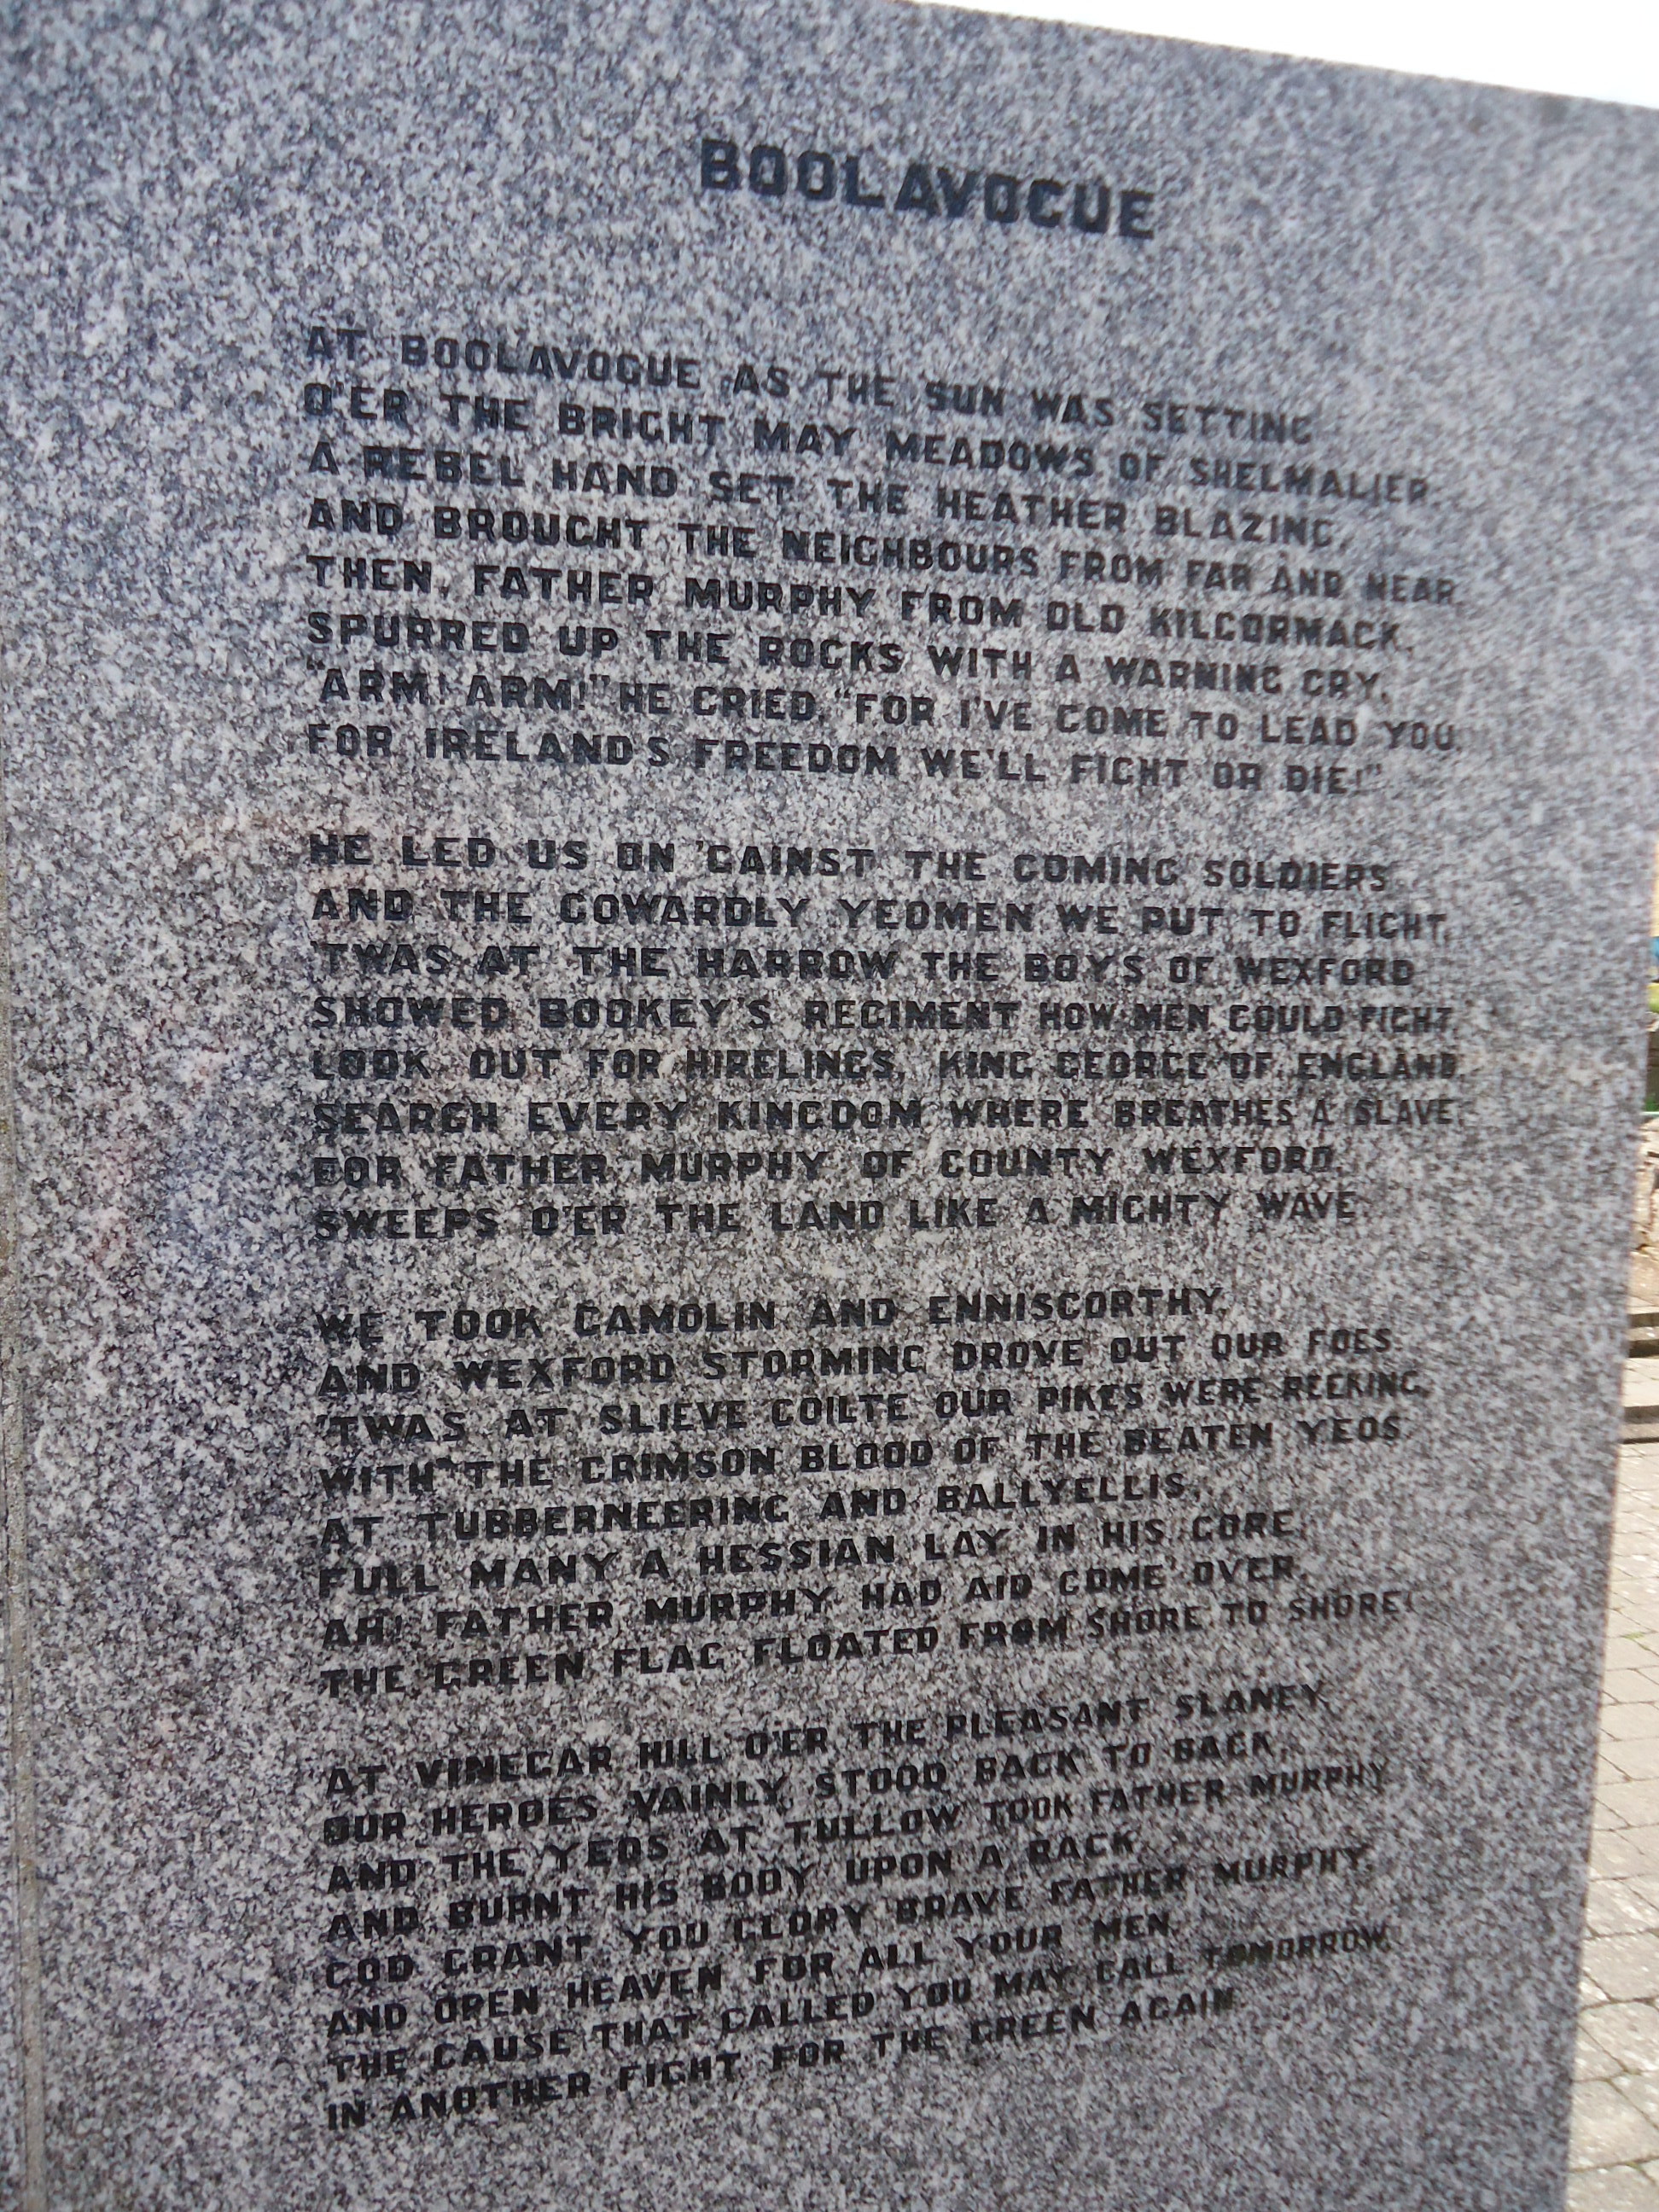 BOOLAVOGUE
AT BOOLAVOGUE AS THE SUN WAS SETTING
O'ER THE BRIGHT MAY MEADOWS OF SHELMALIER,
A REBEL HAND SET THE HEATHER BLAZING,
AND BROUGHT THE NEIGHBOURS FROM FAR AND NEAR.
THEN, FATHER MURPHY FROM OLD KILCORMACK,
SPURRED UP THE ROCKS WITH A WARNING CRY,
"ARM! ARM!" HE CRIED, "FOR I'VE COME TO LEAD YOU,
FOR IRELAND'S FREEDOM WE'LL FIGHT OR DIE!"
HE LED US ON 'GAINST THE COMING SOLDIERS
AND THE COWARDLY YEOMEN WE PUT TO FLIGHT,
'TWAS AT THE HARROW THE BOYS OF WEXFORD
SHOWED BOOKEY'S REGIMENT HOW MEN COULD FIGHT.
LOOK OUT FOR HIRELINGS, KING GEORGE OF ENGLAND,
SEARCH EVERY KINGDOM WHERE BREATHES A SLAVE,
FOR FATHER MURPHY OF COUNTY WEXFORD,
SWEEPS O'ER THE LAND LIKE A MIGHTY WAVE
WE TOOK CAMOLIN AND ENNISCORTHY,
AND WEXFORD STORMING DROVE OUT OUR FOES.
'TWAS AT SLIEVE COILTE OUR PIKES WERE REEKING,
WITH THE CRIMSON BLOOD OF THE BEATEN YEOS.
AT TUBBERNEERING AND BALLYELLIS,
FULL MANY A HESSIAN LAY IN HIS GORE,
AH! FATHER MURPHY HAD AID COME OVER,
THE GREEN FLAG FLOATED FROM SHORE TO SHORE!
AT VINEGAR HILL O'ER THE PLEASANT SLANEY
OUR HEROES VAINLY STOOD BACK TO BACK,
AND THE YEOS AT TULLOW TOOK FATHER MURPHY
AND BURNT HIS BODY UPON A RACK.
GOD GRANT YOU GLORY BRAVE FATHER MURPHY,
AND OPEN HEAVEN FOR ALL YOUR MEN,
THE CAUSE THAT CALLED YOU MAY CALL TOMORROW,
IN ANOTHER FIGHT FOR THE GREEN AGAIN.